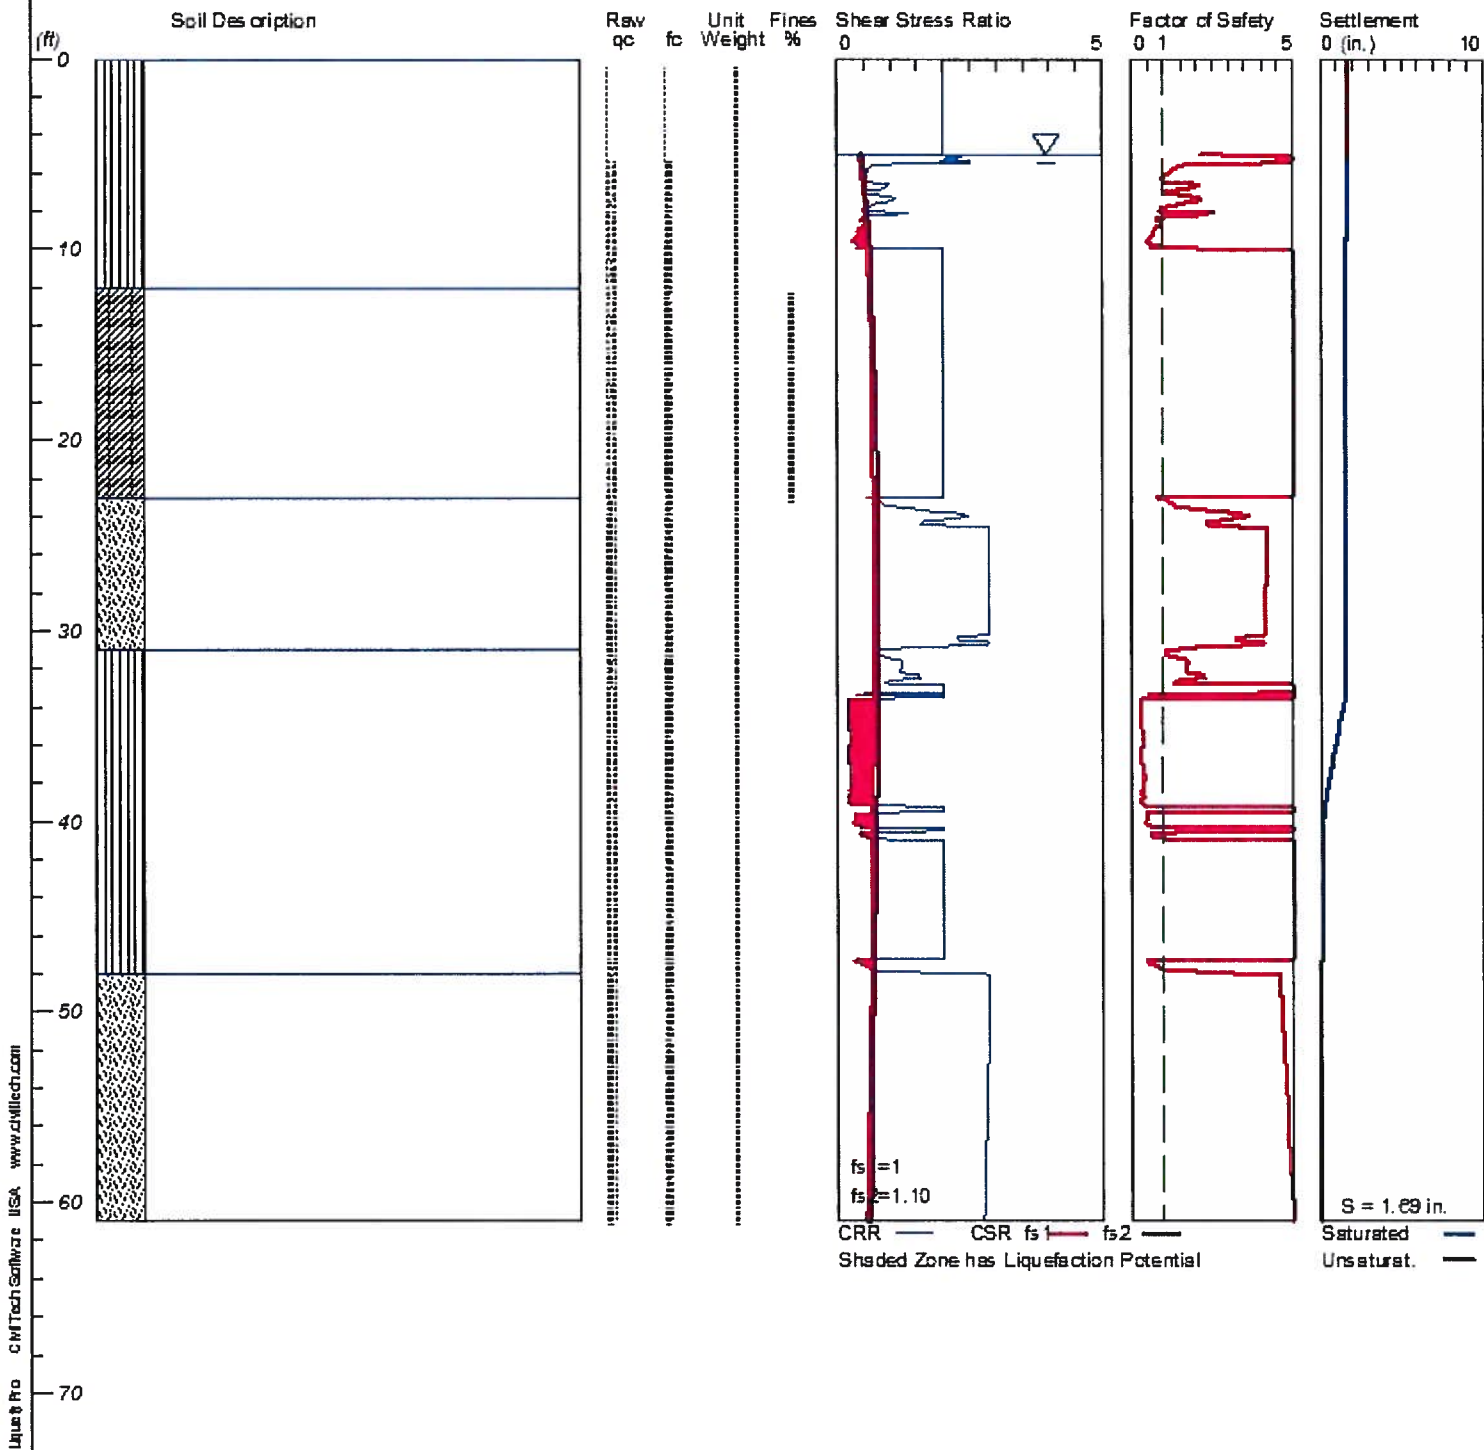 Soil Description Raw Unit Fines Shear Stress Ratio Factor of Safety Settlement
(ft) qc fc Weight % 0 5 0 1 5 0 (in.) 10
0
10
20
30
40
50
60
70
fs1=1
fs2=1.10
S = 1.69 in.
CRR CSR fs1 fs2 Saturated
Shaded Zone has Liquefaction Potential Unsaturat.
CivilTech Software USA www.civiltech.com